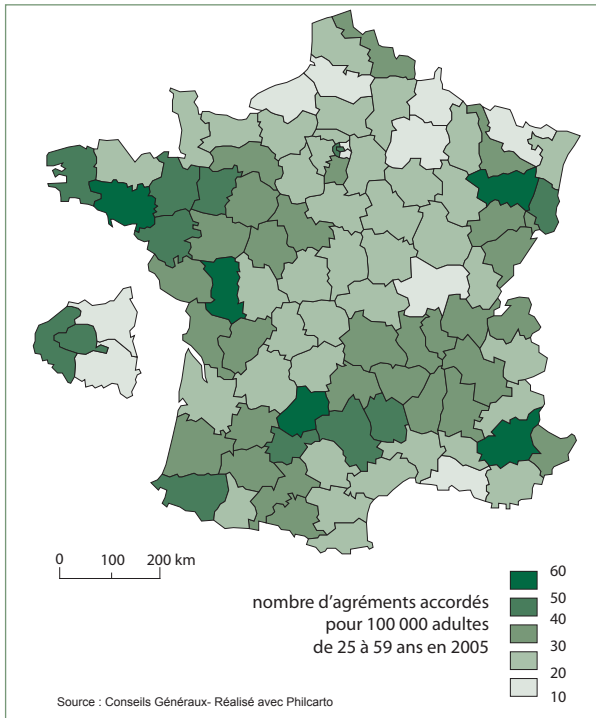 0 100 200 km
nombre d'agréments accordés
pour 100 000 adultes
de 25 à 59 ans en 2005
60
50
40
30
20
10
Source : Conseils Généraux- Réalisé avec Philcarto